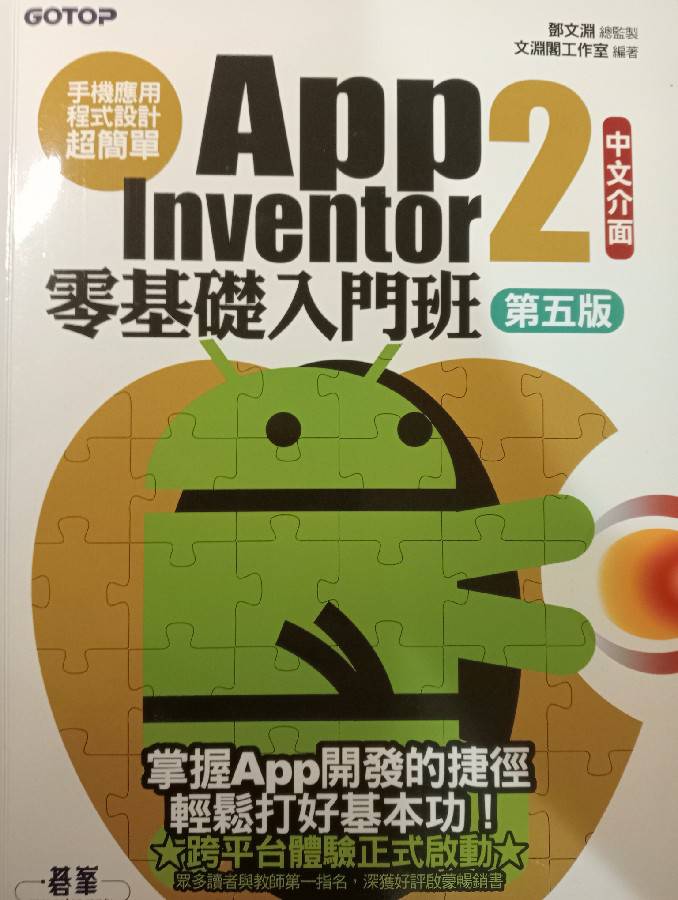 GOTOP
鄧文淵 總監製
文淵閣工作室 編著
手機應用
程式設計
超簡單
App
Inventor 2
中文介面
零基礎入門班
第五版
掌握App開發的捷徑
輕鬆打好基本功！
★跨平台體驗正式啟動★
眾多讀者與教師第一指名，深獲好評啟蒙暢銷書
碁峯